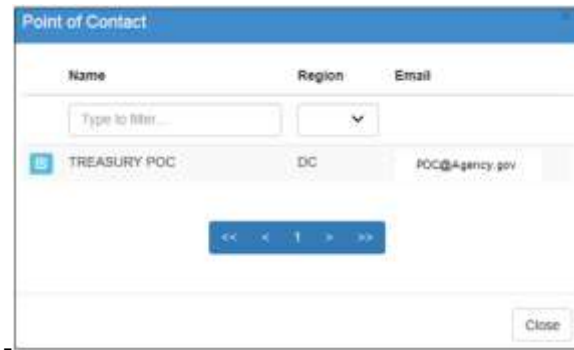 Point of Contact
Name Region Email
Type to filter...
TREASURY POC DC POC@Agency.gov
<< < 1 > >>
Close